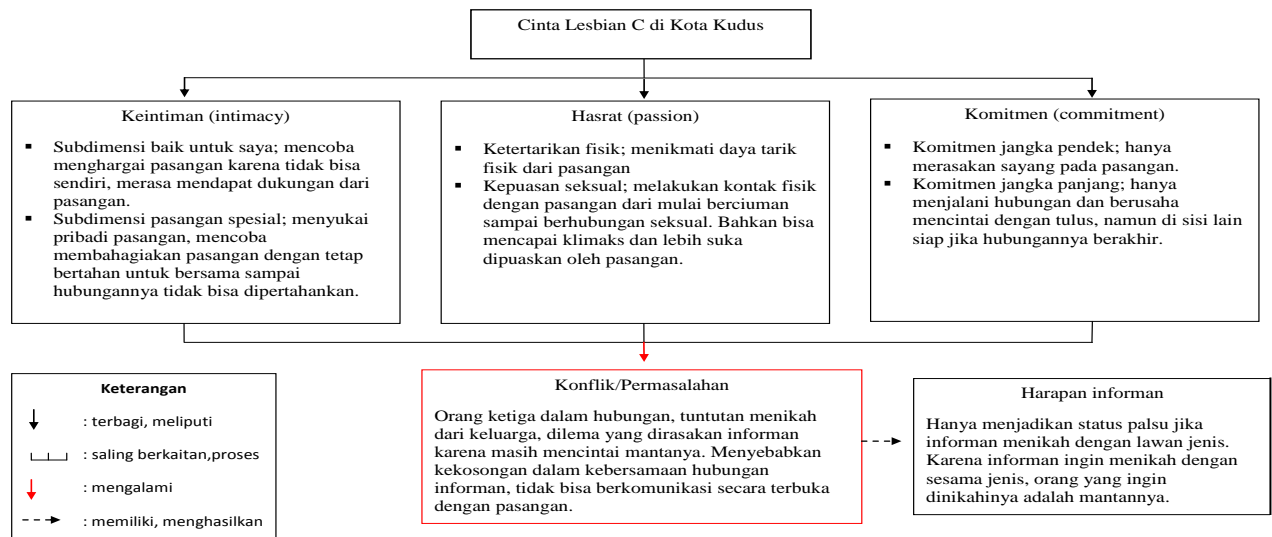 Cinta Lesbian C di Kota Kudus
Keintiman (intimacy)
▪ Subdimensi baik untuk saya; mencoba
menghargai pasangan karena tidak bisa
sendiri, merasa mendapat dukungan dari
pasangan.
▪ Subdimensi pasangan spesial; menyukai
pribadi pasangan, mencoba
membahagiakan pasangan dengan tetap
bertahan untuk bersama sampai
hubungannya tidak bisa dipertahankan.
Hasrat (passion)
▪ Ketertarikan fisik; menikmati daya tarik
fisik dari pasangan
▪ Kepuasan seksual; melakukan kontak fisik
dengan pasangan dari mulai berciuman
sampai berhubungan seksual. Bahkan bisa
mencapai klimaks dan lebih suka
dipuaskan oleh pasangan.
Komitmen (commitment)
▪ Komitmen jangka pendek; hanya
merasakan sayang pada pasangan.
▪ Komitmen jangka panjang; hanya
menjalani hubungan dan berusaha
mencintai dengan tulus, namun di sisi lain
siap jika hubungannya berakhir.
Keterangan
: terbagi, meliputi
: saling berkaitan,proses
: mengalami
: memiliki, menghasilkan
Konflik/Permasalahan
Orang ketiga dalam hubungan, tuntutan menikah
dari keluarga, dilema yang dirasakan informan
karena masih mencintai mantanya. Menyebabkan
kekosongan dalam kebersamaan hubungan
informan, tidak bisa berkomunikasi secara terbuka
dengan pasangan.
Harapan informan
Hanya menjadikan status palsu jika
informan menikah dengan lawan jenis.
Karena informan ingin menikah dengan
sesama jenis, orang yang ingin
dinikahinya adalah mantannya.